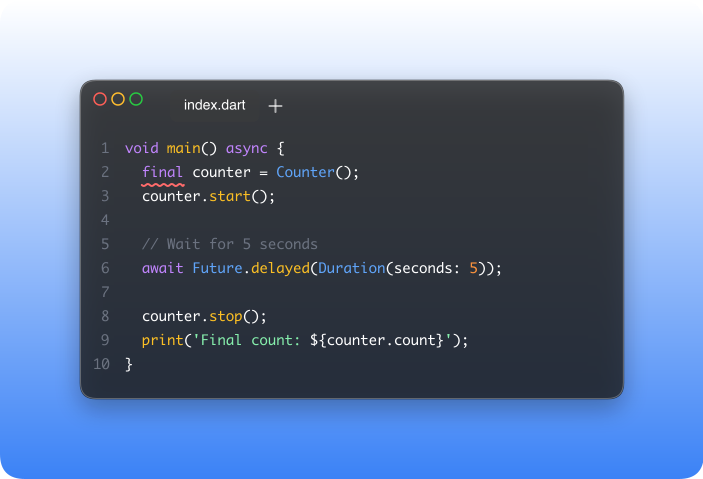 index.dart +
1 void main() async {
2   final counter = Counter();
3   counter.start();
4
5   // Wait for 5 seconds
6   await Future.delayed(Duration(seconds: 5));
7
8   counter.stop();
9   print('Final count: ${counter.count}');
10 }